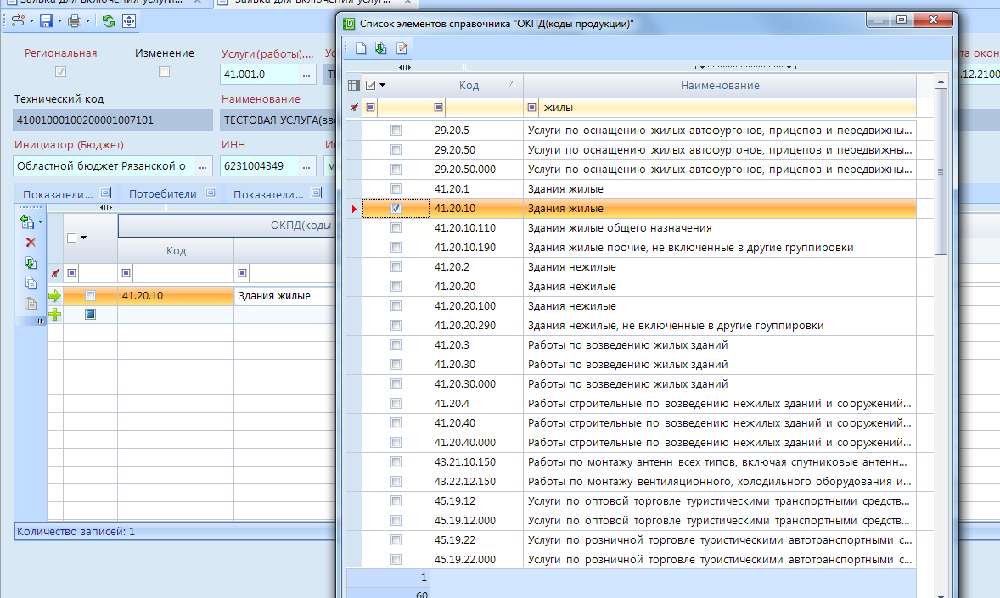 Заявка для включения услуги...
Заявка для включения услуг...
Региональная
Изменение
Услуги(работы)....
41.001.0
...
Технический код
Наименование
41001000100200001007101
ТЕСТОВАЯ УСЛУГА(вве
Инициатор (Бюджет)
ИНН
Областной бюджет Рязанской о
...
6231004349
...
Показатели...
Потребители
Показатели...
ОКПД(коды
Код
41.20.10
Здания жилые
Количество записей: 1
Список элементов справочника "ОКПД(коды продукции)"
Код
Наименование
жилы
29.20.5 Услуги по оснащению жилых автофургонов, прицепов и передвижны...
29.20.50 Услуги по оснащению жилых автофургонов, прицепов и передвижны...
29.20.50.000 Услуги по оснащению жилых автофургонов, прицепов и передвижны...
41.20.1 Здания жилые
41.20.10 Здания жилые
41.20.10.110 Здания жилые общего назначения
41.20.10.190 Здания жилые прочие, не включенные в другие группировки
41.20.2 Здания нежилые
41.20.20 Здания нежилые
41.20.20.100 Здания нежилые
41.20.20.290 Здания нежилые, не включенные в другие группировки
41.20.3 Работы по возведению жилых зданий
41.20.30 Работы по возведению жилых зданий
41.20.30.000 Работы по возведению жилых зданий
41.20.4 Работы строительные по возведению нежилых зданий и сооружений...
41.20.40 Работы строительные по возведению нежилых зданий и сооружений...
41.20.40.000 Работы строительные по возведению нежилых зданий и сооружений...
43.21.10.150 Работы по монтажу антенн всех типов, включая спутниковые антенн...
43.22.12.150 Работы по монтажу вентиляционного, холодильного оборудования и...
45.19.12 Услуги по оптовой торговле туристическими транспортными средств...
45.19.12.000 Услуги по оптовой торговле туристическими транспортными средств...
45.19.22 Услуги по розничной торговле туристическими автотранспортными с...
45.19.22.000 Услуги по розничной торговле туристическими автотранспортными с...
1
60
та окон
.12.2100